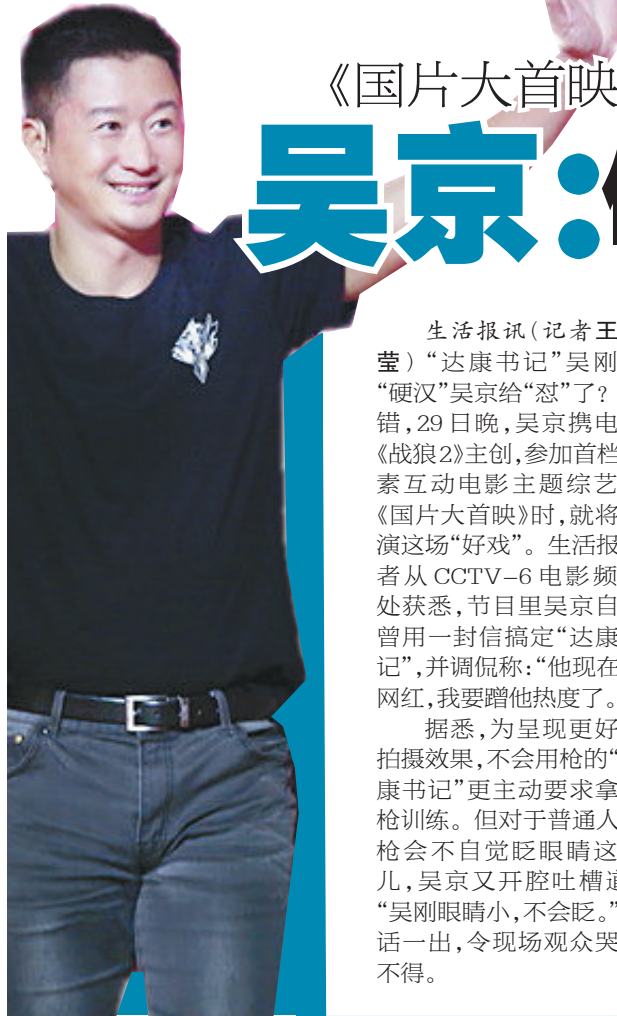 《国片大首映
吴京:
生活报讯(记者王
莹)“达康书记”吴刚
“硬汉”吴京给“怼”了?
错,29日晚,吴京携电
《战狼2》主创,参加首档
素互动电影主题综艺
《国片大首映》时,就将
演这场“好戏”。生活报
者从CCTV-6电影频
处获悉,节目里吴京自
曾用一封信搞定“达康
记”,并调侃称:“他现在
网红,我要蹭他热度了。
据悉,为呈现更好
拍摄效果,不会用枪的“
康书记”更主动要求拿
枪训练。但对于普通人
枪会不自觉眨眼睛这
儿,吴京又开腔吐槽道
“吴刚眼睛小,不会眨。”
话一出,令现场观众哭
不得。